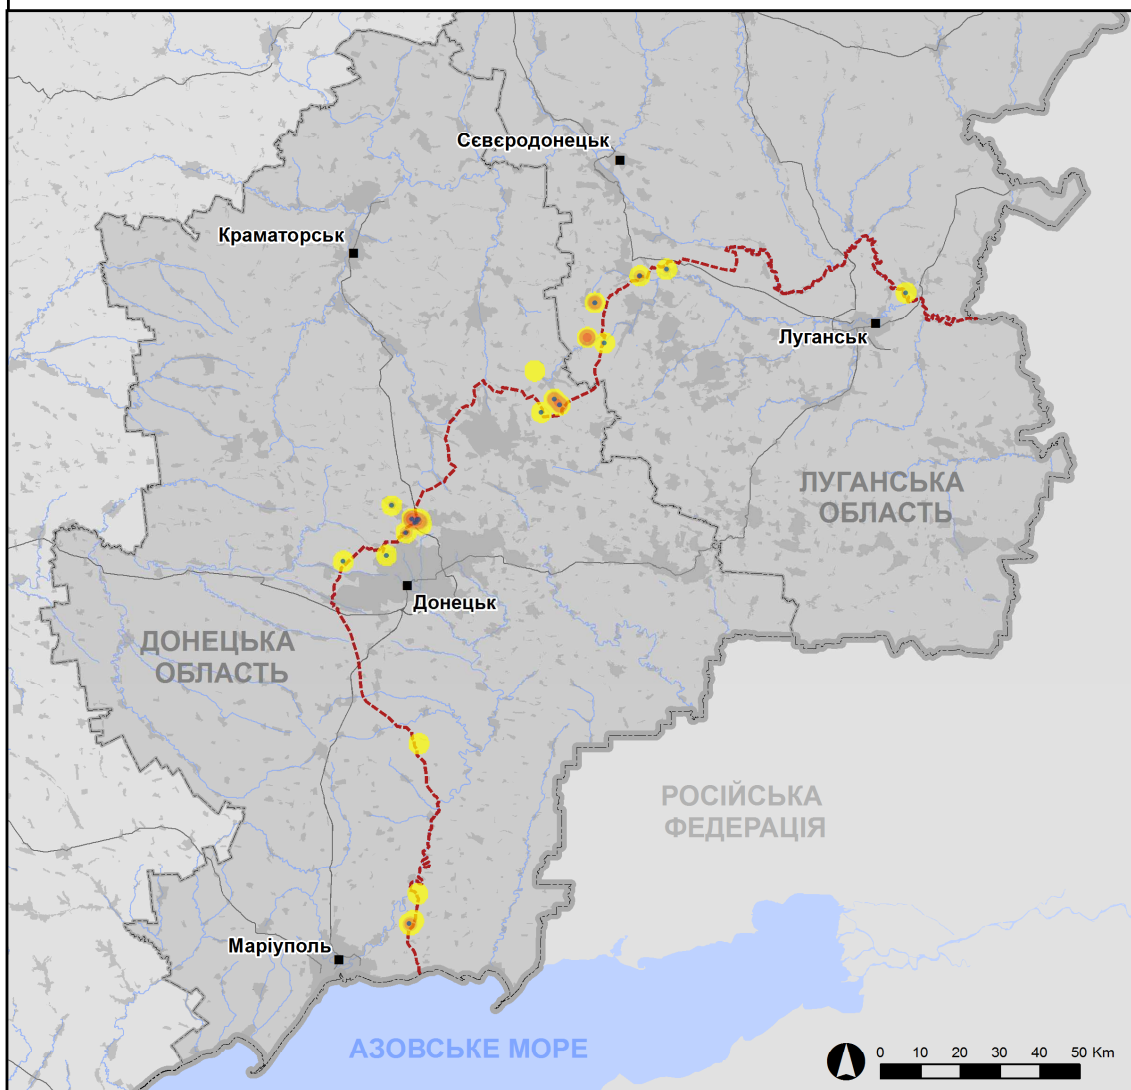 Сєвєродонецьк
Краматорськ
Луганськ
ЛУГАНСЬКА
ОБЛАСТЬ
Донецьк
ДОНЕЦЬКА
ОБЛАСТЬ
РОСІЙСЬКА
ФЕДЕРАЦІЯ
Маріуполь
АЗОВСЬКЕ МОРЕ
0 10 20 30 40 50 Km